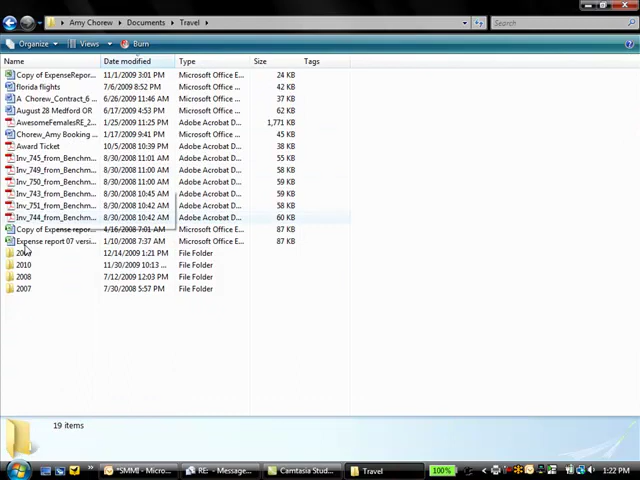 Amy Chorew ▸ Documents ▸ Travel ▸
Search
Organize Views Burn
Name Date modified Type Size Tags
Copy of ExpenseRepor... 11/1/2009 3:01 PM Microsoft Office E... 24 KB
florida flights 7/6/2009 8:52 PM Microsoft Office ... 42 KB
A Chorew_Contract_6 ... 6/26/2009 11:46 AM Microsoft Office ... 37 KB
August 28 Medford OR 6/17/2009 4:53 PM Microsoft Office ... 62 KB
AwesomeFemalesRE_2... 1/31/2009 11:25 PM Adobe Acrobat D... 1,771 KB
Chorew_Amy Booking ... 1/17/2009 9:41 PM Microsoft Office ... 45 KB
Award Ticket 10/5/2008 10:39 PM Adobe Acrobat D... 38 KB
Inv_745_from_Benchm... 8/30/2008 11:01 AM Adobe Acrobat D... 55 KB
Inv_749_from_Benchm... 8/30/2008 11:00 AM Adobe Acrobat D... 58 KB
Inv_750_from_Benchm... 8/30/2008 11:00 AM Adobe Acrobat D... 59 KB
Inv_743_from_Benchm... 8/30/2008 10:45 AM Adobe Acrobat D... 59 KB
Inv_751_from_Benchm... 8/30/2008 10:42 AM Adobe Acrobat D... 58 KB
Inv_744_from_Benchm... 8/30/2008 10:42 AM Adobe Acrobat D... 60 KB
Copy of Expense repor... 4/16/2008 7:01 AM Microsoft Office E... 87 KB
Expense report 07 versi... 1/10/2008 7:37 AM Microsoft Office E... 87 KB
12/14/2009 1:21 PM File Folder
2010 11/30/2009 10:13 ... File Folder
2008 7/12/2009 12:03 PM File Folder
2007 7/30/2008 5:57 PM File Folder
19 items
*SMMI - Micro... RE: - Message... Camtasia Stud... Travel 100% 1:22 PM